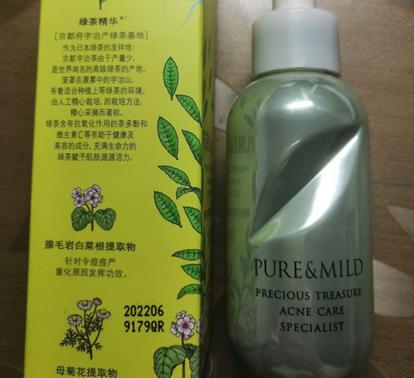 绿茶精华*¹
[京都府宇治产绿茶基地]
作为日本绿茶的发祥地:
京都府宇治茶由于产量少,
是世界闻名的高级绿茶的产地,
笼罩在晨雾中的宇治山,
有着适合种植上等绿茶的环境,
由人工精心栽培, 因栽培方法,
精心采摘而著称。
绿茶含有抗氧化作用的茶多酚和
维生素C等有助于健康及
美容的成分, 充满生命力的
绿茶赋予肌肤源源活力。
腺毛岩白菜根提取物
针对令痘痘严
重化原因发挥功效。
202206
9179QR
母菊花提取物
PURE&MILD
PRECIOUS TREASURE
ACNE CARE
SPECIALIST